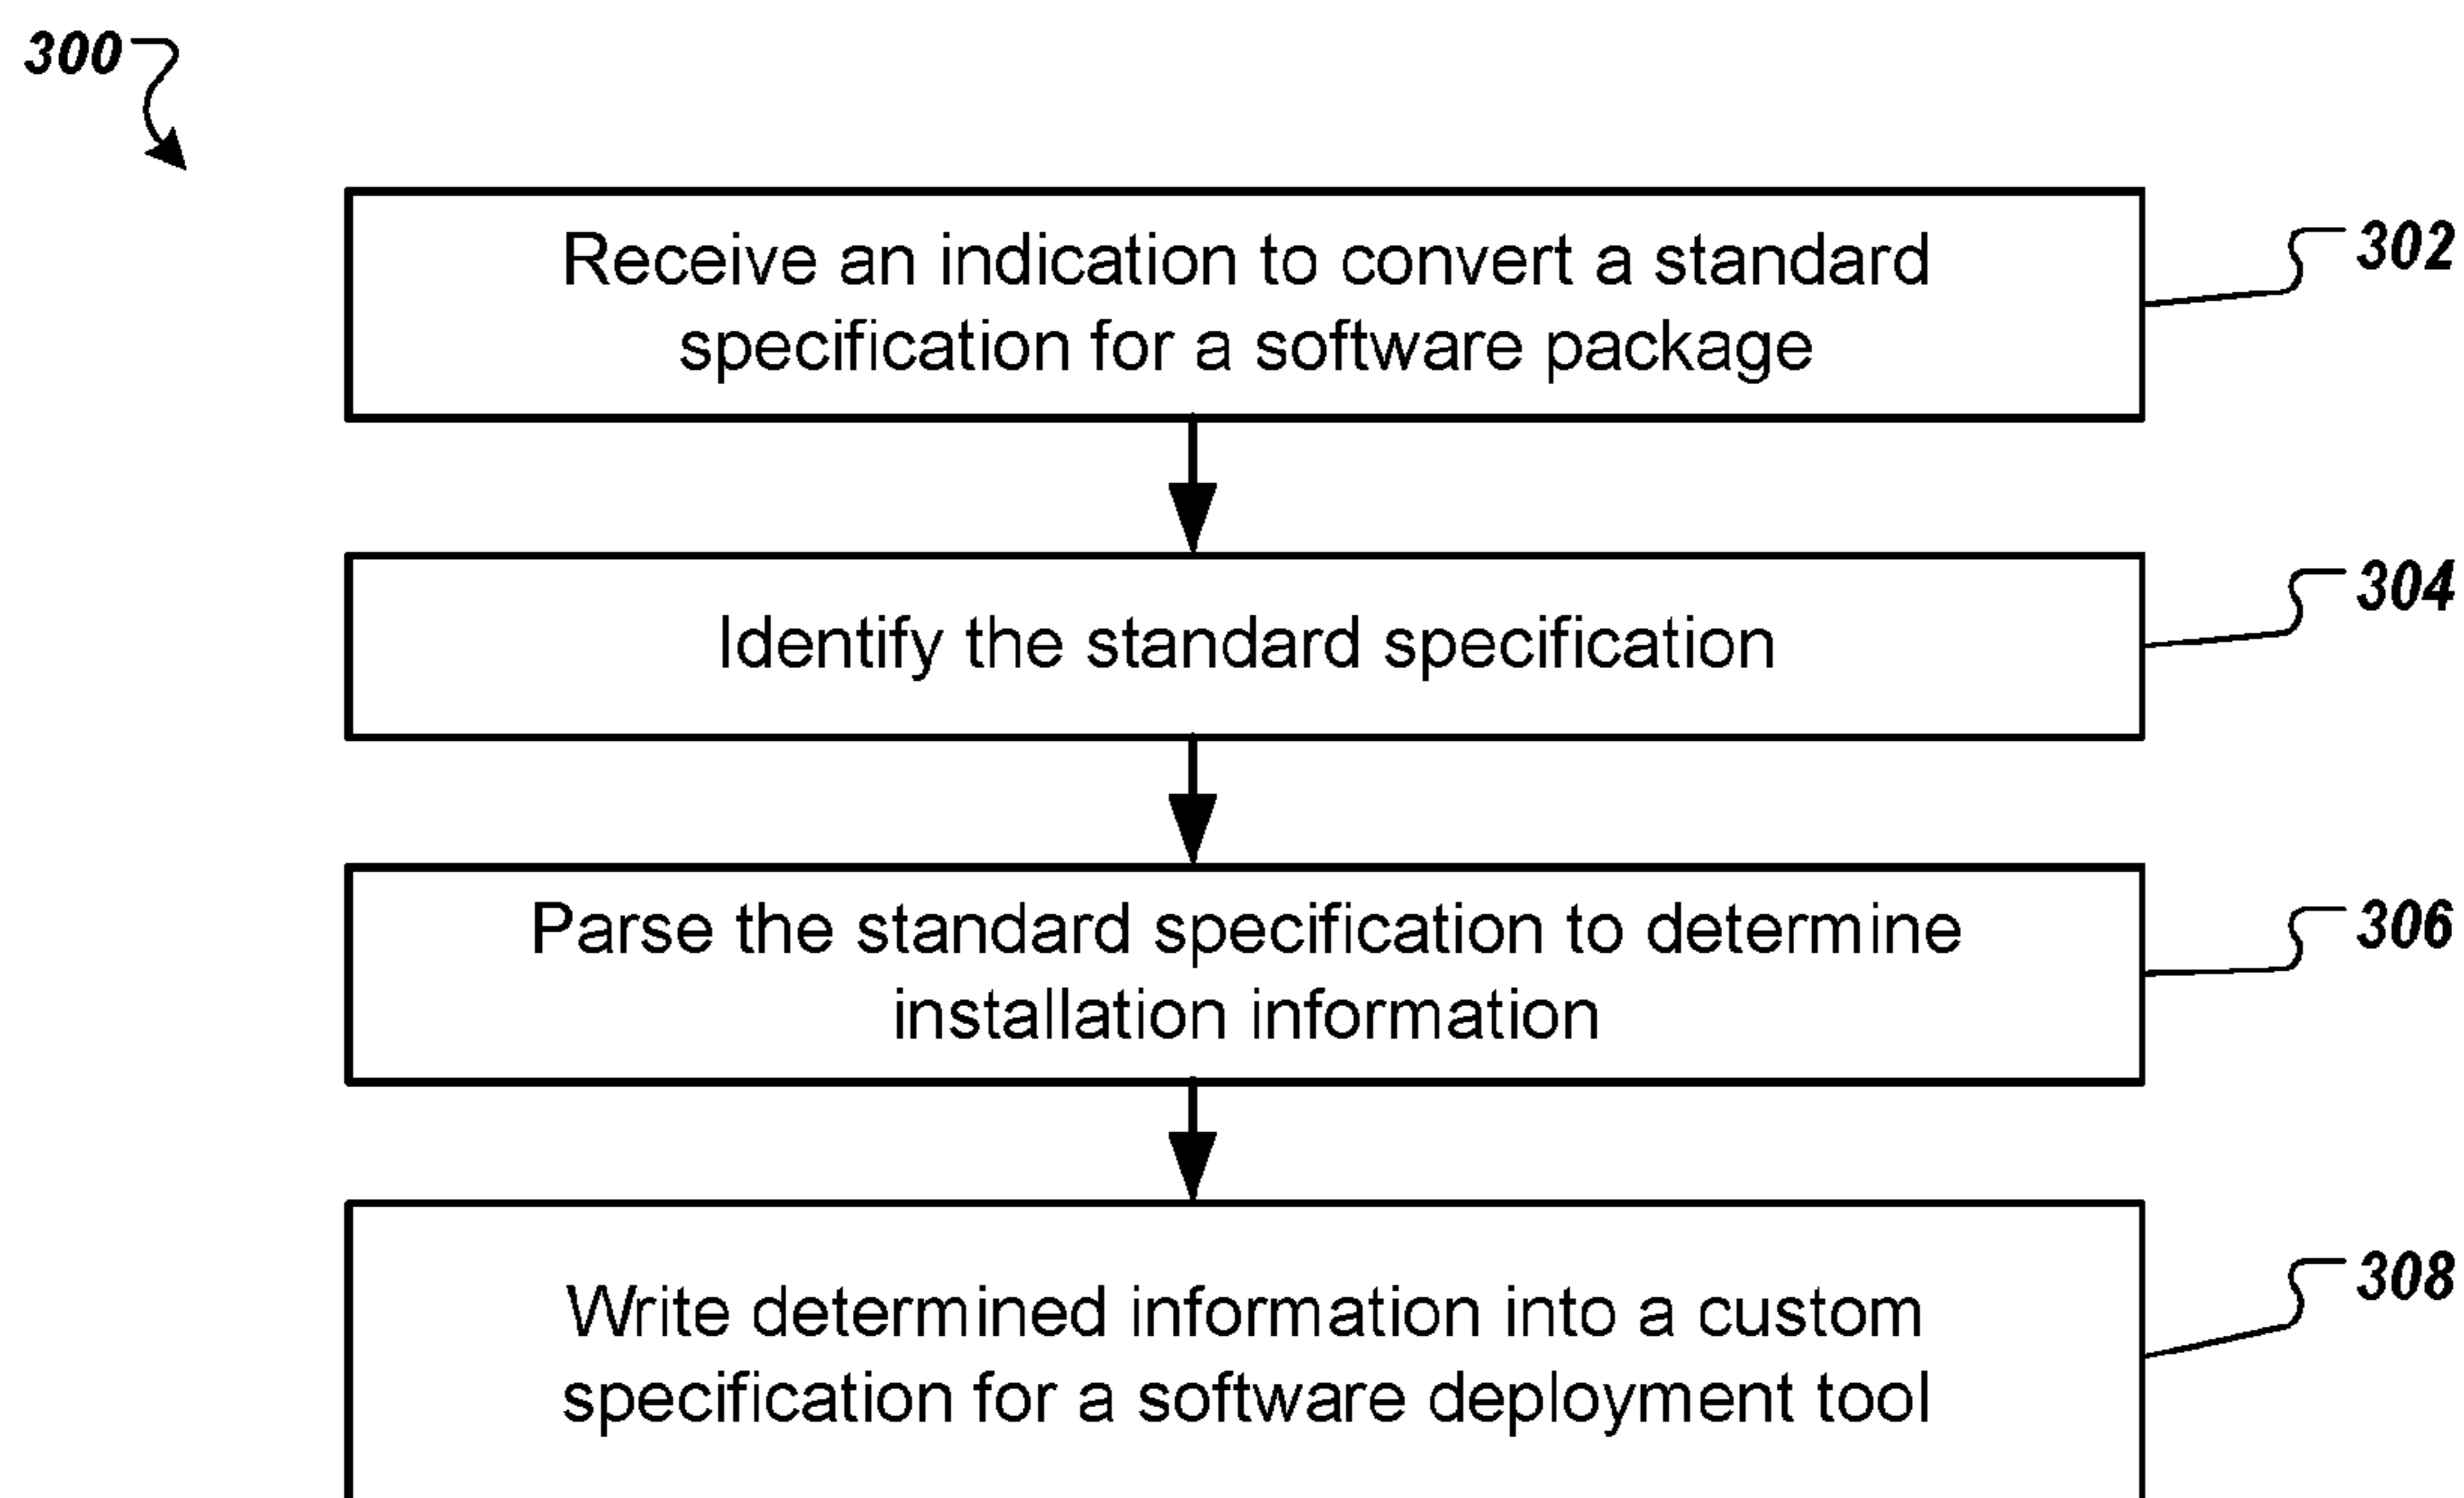 300
Receive an indication to convert a standard
specification for a software package
302
Identify the standard specification
304
Parse the standard specification to determine
installation information
306
Write determined information into a custom
specification for a software deployment tool
308